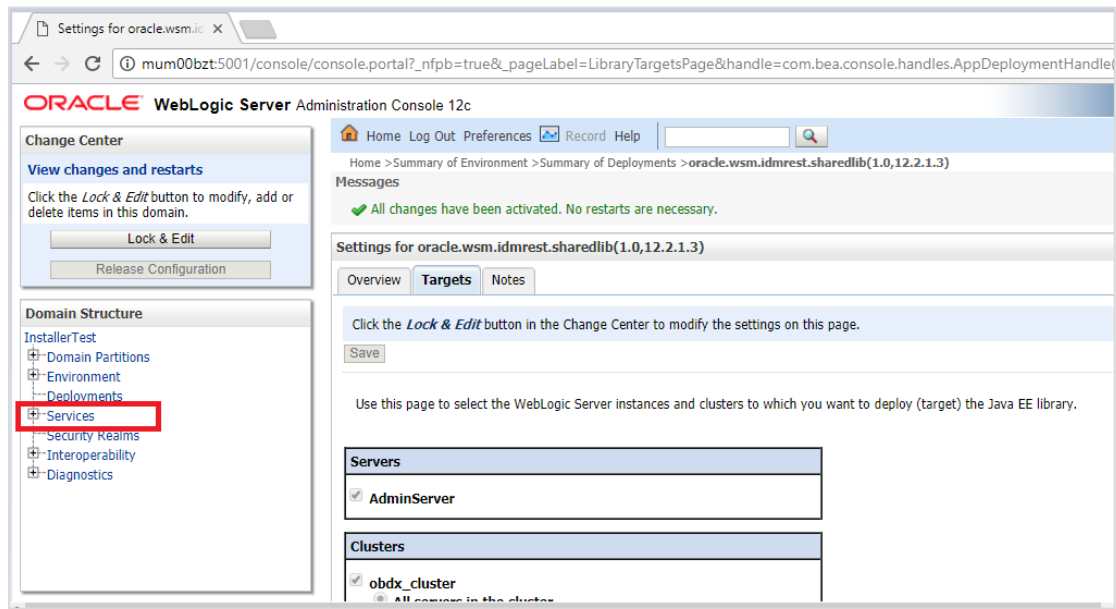 Settings for oracle.wsm.ic
mum00bzt:5001/console/console.portal?_nfpb=true&_pageLabel=LibraryTargetsPage&handle=com.bea.console.handles.AppDeploymentHandle(
ORACLE WebLogic Server Administration Console 12c
Change Center
View changes and restarts
Click the Lock & Edit button to modify, add or
delete items in this domain.
Lock & Edit
Release Configuration
Domain Structure
InstallerTest
Domain Partitions
Environment
Deployments
Services
Security Realms
Interoperability
Diagnostics
Home Log Out Preferences Record Help
Home >Summary of Environment >Summary of Deployments >oracle.wsm.idmrest.sharedlib(1.0,12.2.1.3)
Messages
All changes have been activated. No restarts are necessary.
Settings for oracle.wsm.idmrest.sharedlib(1.0,12.2.1.3)
Overview Targets Notes
Click the Lock & Edit button in the Change Center to modify the settings on this page.
Save
Use this page to select the WebLogic Server instances and clusters to which you want to deploy (target) the Java EE library.
Servers
AdminServer
Clusters
obdx_cluster
All servers in the cluster